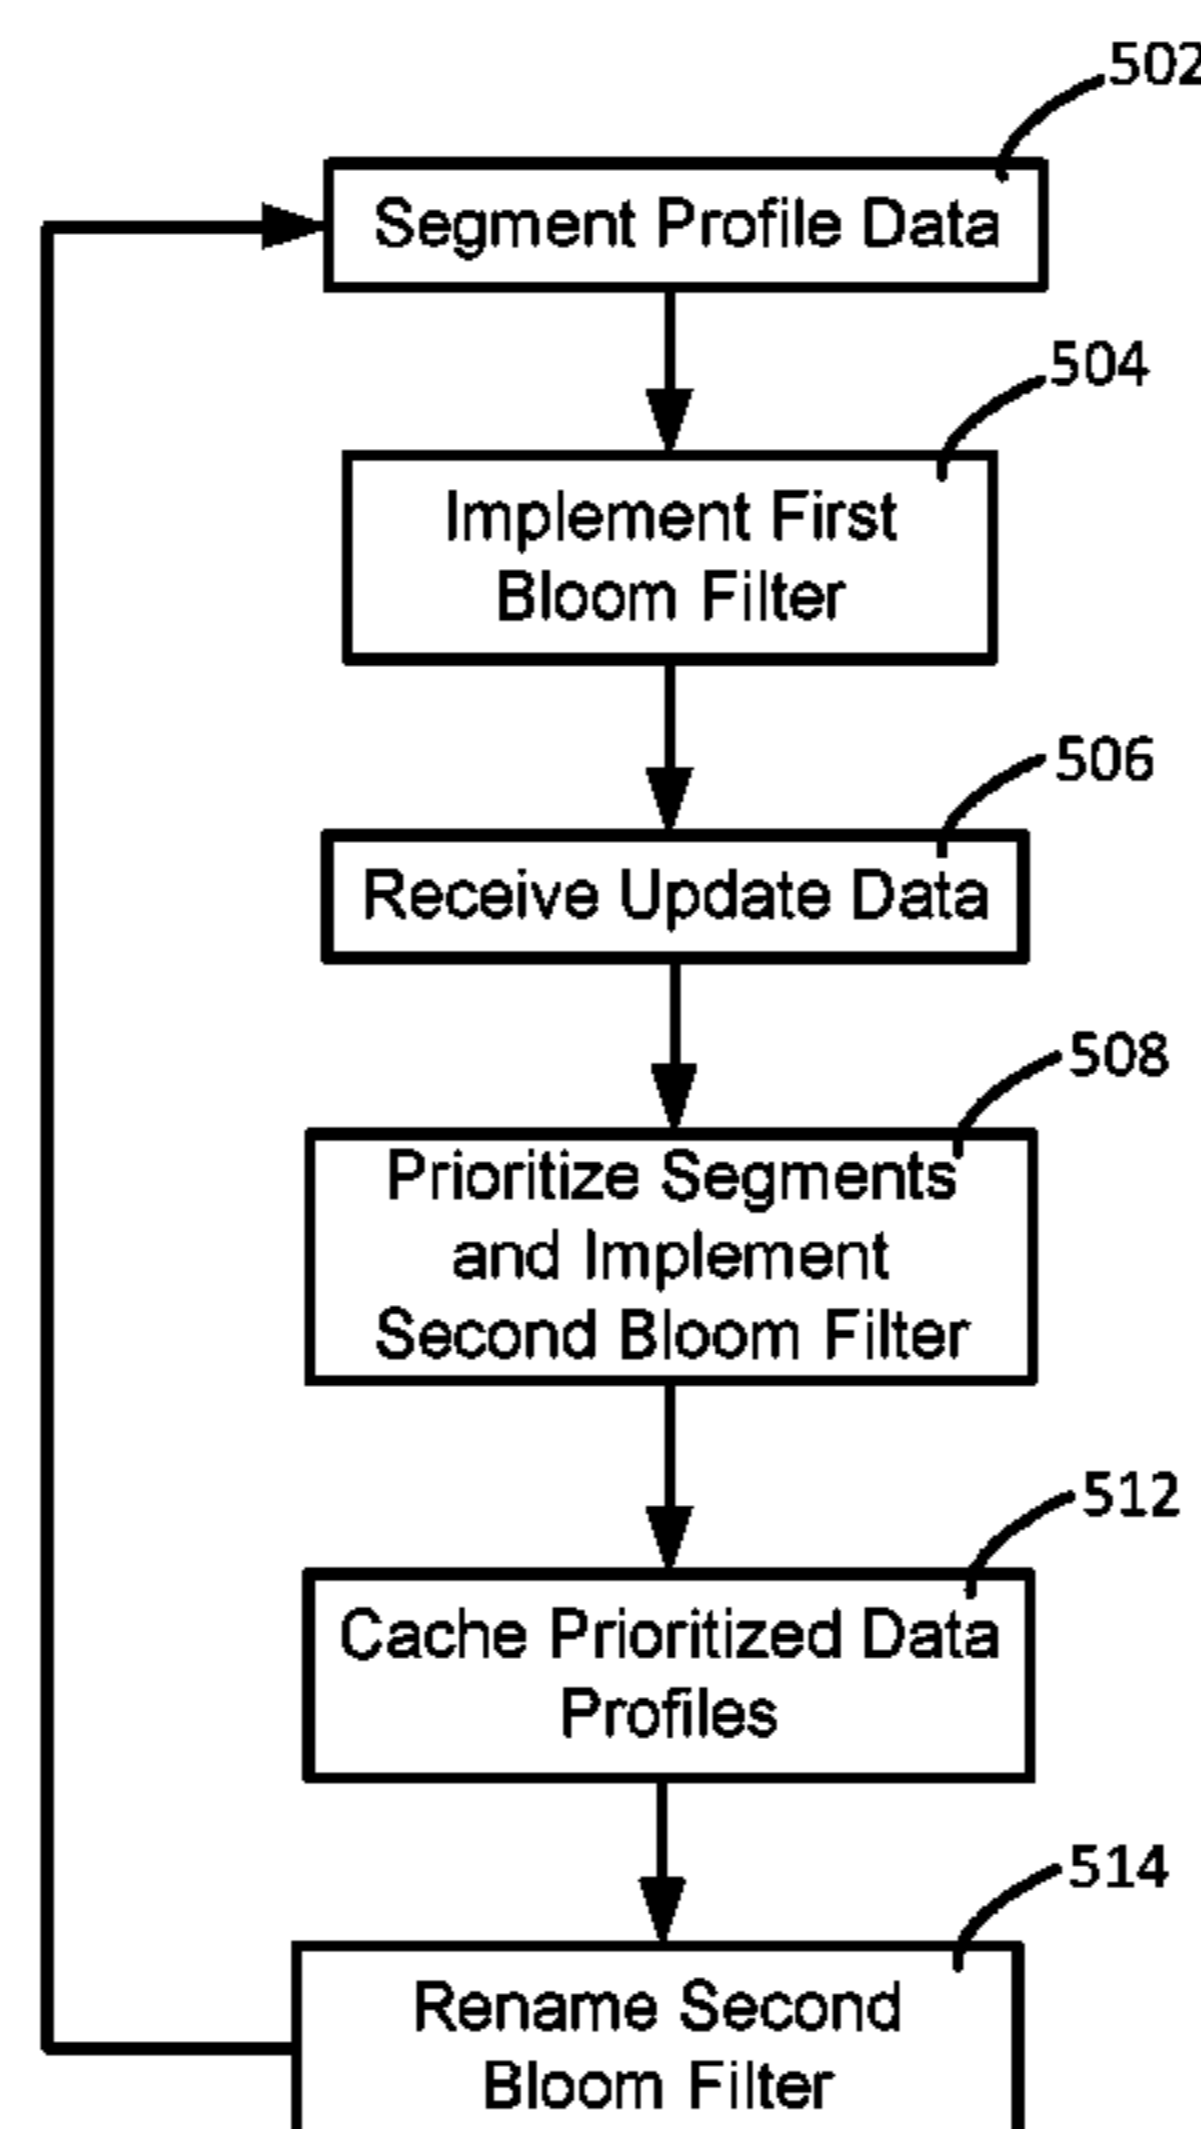 502
Segment Profile Data
504
Implement First
Bloom Filter
506
Receive Update Data
508
Prioritize Segments
and Implement
Second Bloom Filter
512
Cache Prioritized Data
Profiles
514
Rename Second
Bloom Filter